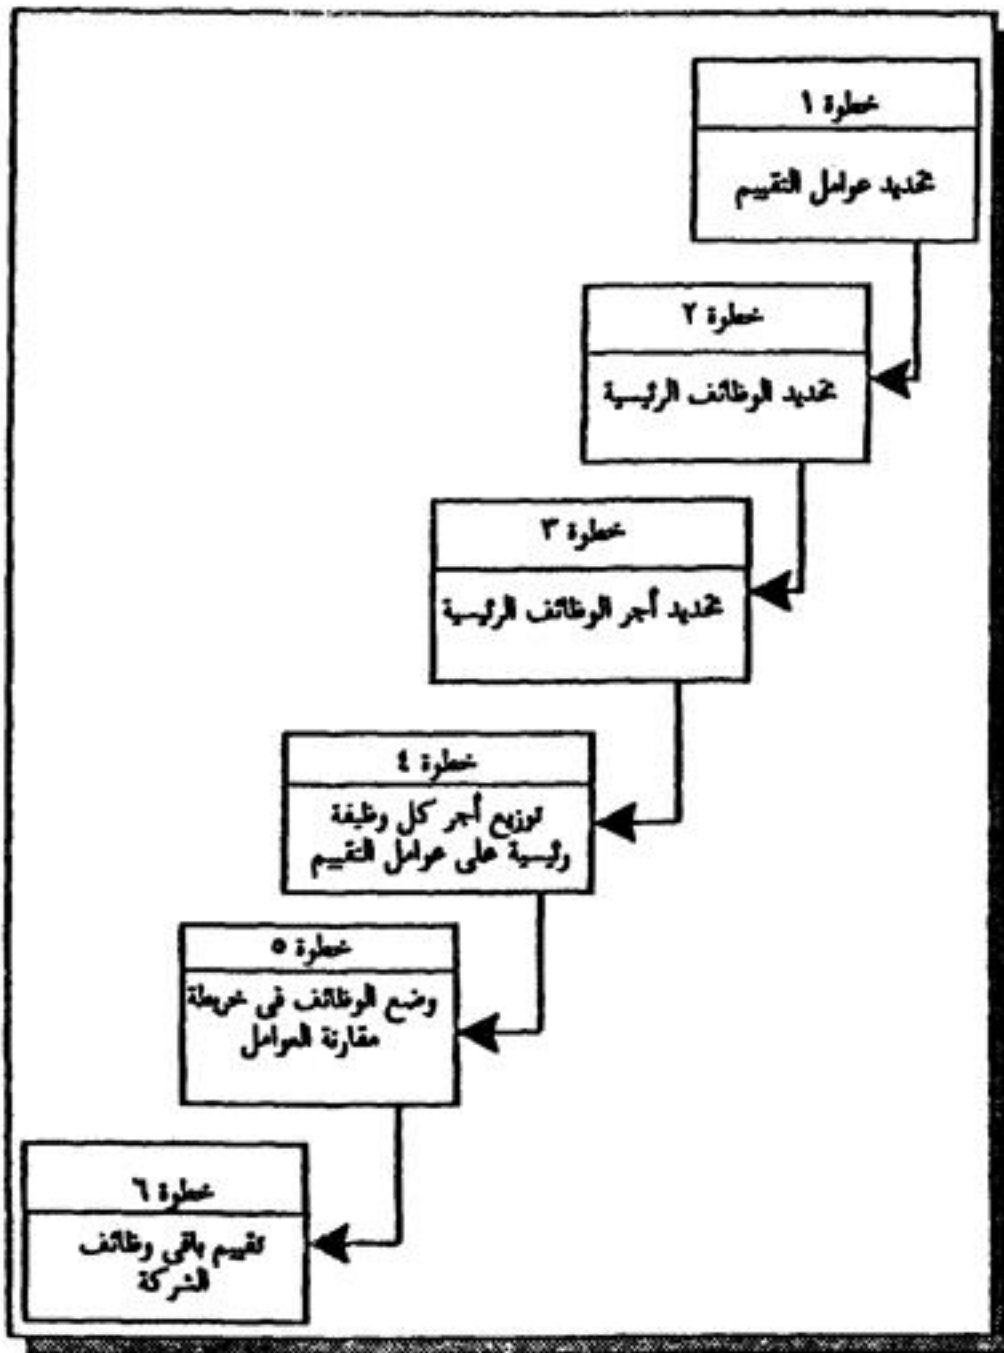 خطوة ١
تحديد عوامل التقييم
خطوة ٢
تحديد الوظائف الرئيسية
خطوة ٣
تحديد أجر الوظائف الرئيسية
خطوة ٤
توزيع أجر كل وظيفة
رئيسية على عوامل التقييم
خطوة ٥
وضع الوظائف فى خريطة
مقارنة العوامل
خطوة ٦
تقييم باقى وظائف
الشركة